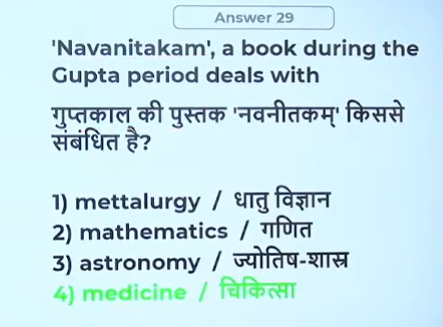 Answer 29
'Navanitakam', a book during the
Gupta period deals with
गुप्तकाल की पुस्तक 'नवनीतकम्' किससे
संबंधित है?
1) mettalurgy / धातु विज्ञान
2) mathematics / गणित
3) astronomy / ज्योतिष-शास्त्र
4) medicine / चिकित्सा